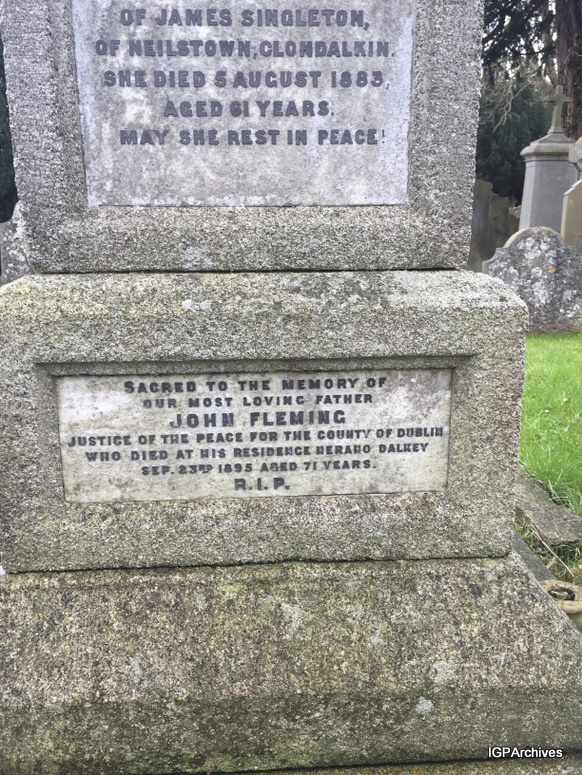 OF JAMES SINGLETON,
OF NEILSTOWN, CLONDALKIN.
SHE DIED 5 AUGUST 1883,
AGED 61 YEARS.
MAY SHE REST IN PEACE!
SACRED TO THE MEMORY OF
OUR MOST LOVING FATHER
JOHN FLEMING
JUSTICE OF THE PEACE FOR THE COUNTY OF DUBLIN
WHO DIED AT HIS RESIDENCE NERANO DALKEY
SEP. 23RD 1895 AGED 71 YEARS.
R.I.P.
IGPArchives